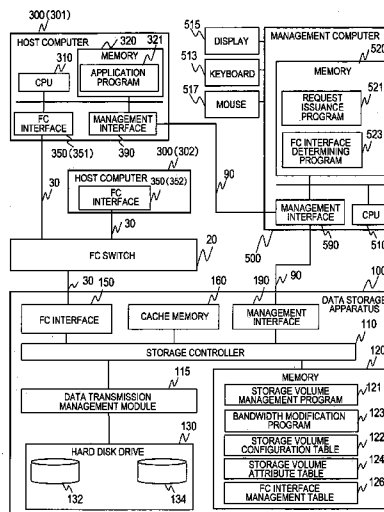 300 (301)
HOST COMPUTER
320
MEMORY
321
310
CPU
APPLICATION
PROGRAM
FC
INTERFACE
MANAGEMENT
INTERFACE
350 (351)
390
30
300 (302)
HOST COMPUTER
350 (352)
FC
INTERFACE
30
90
20
FC SWITCH
515
DISPLAY
513
KEYBOARD
517
MOUSE
MANAGEMENT COMPUTER
520
MEMORY
521
REQUEST
ISSUANCE
PROGRAM
523
FC INTERFACE
DETERMINING
PROGRAM
MANAGEMENT
INTERFACE
CPU
500
590
510
30
150
160
190
90
100
FC INTERFACE
CACHE MEMORY
MANAGEMENT
INTERFACE
DATA STORAGE
APPARATUS
110
STORAGE CONTROLLER
115
DATA TRANSMISSION
MANAGEMENT MODULE
130
HARD DISK DRIVE
132
134
120
MEMORY
STORAGE VOLUME
MANAGEMENT PROGRAM
121
BANDWIDTH MODIFICATION
PROGRAM
123
STORAGE VOLUME
CONFIGURATION TABLE
122
STORAGE VOLUME
ATTRIBUTE TABLE
124
FC INTERFACE
MANAGEMENT TABLE
126